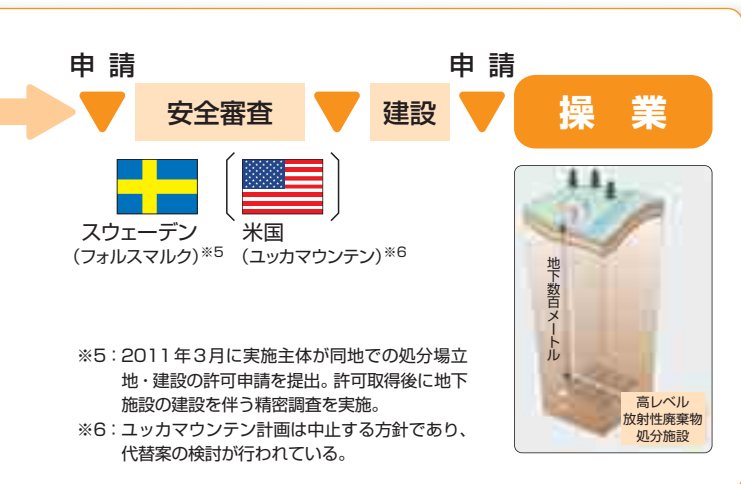 申 請
申 請
安全審査
建設
操 業
スウェーデン
(フォルスマルク)※5
米国
(ユッカマウンテン)※6
地下数百メートル
高レベル
放射性廃棄物
処分施設
※5：2011年3月に実施主体が同地での処分場立
地・建設の許可申請を提出。許可取得後に地下
施設の建設を伴う精密調査を実施。
※6：ユッカマウンテン計画は中止する方針であり、
代替案の検討が行われている。